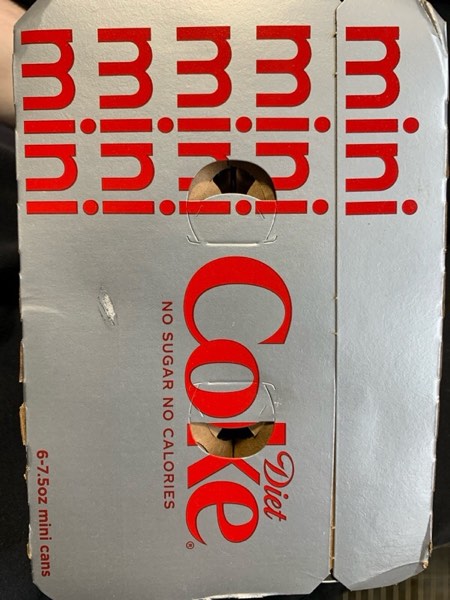 mini
mini
mini
mini
mini
Diet
Coke®
NO SUGAR NO CALORIES
6-7.5oz mini cans